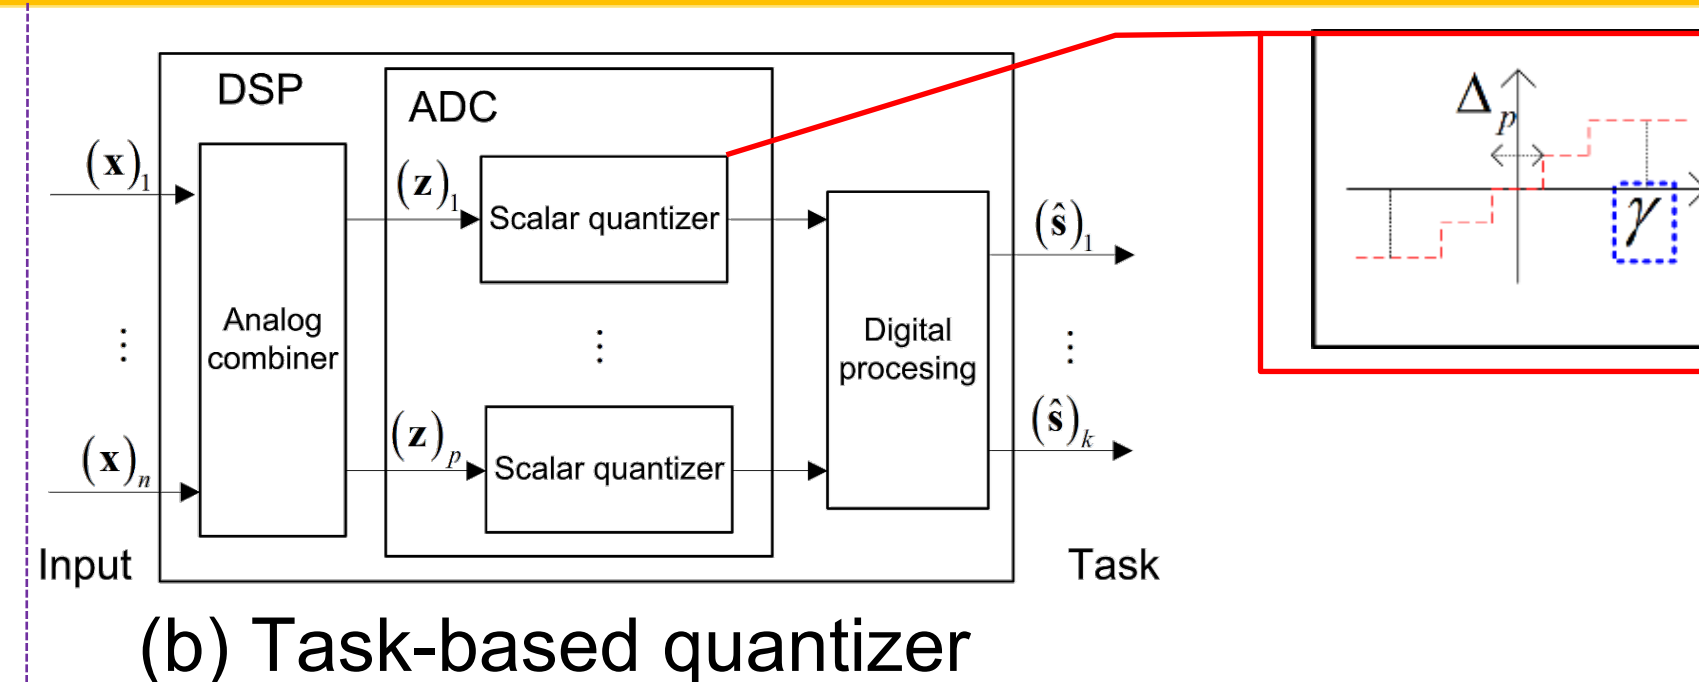 DSP
ADC
(x)₁
(z)₁
Scalar quantizer
(ŝ)₁
Δₚ
γ
Analog
combiner
⋮
⋮
Digital
procesing
⋮
(x)ₙ
(z)ₚ
Scalar quantizer
(ŝ)ₖ
Input
Task
(b) Task-based quantizer